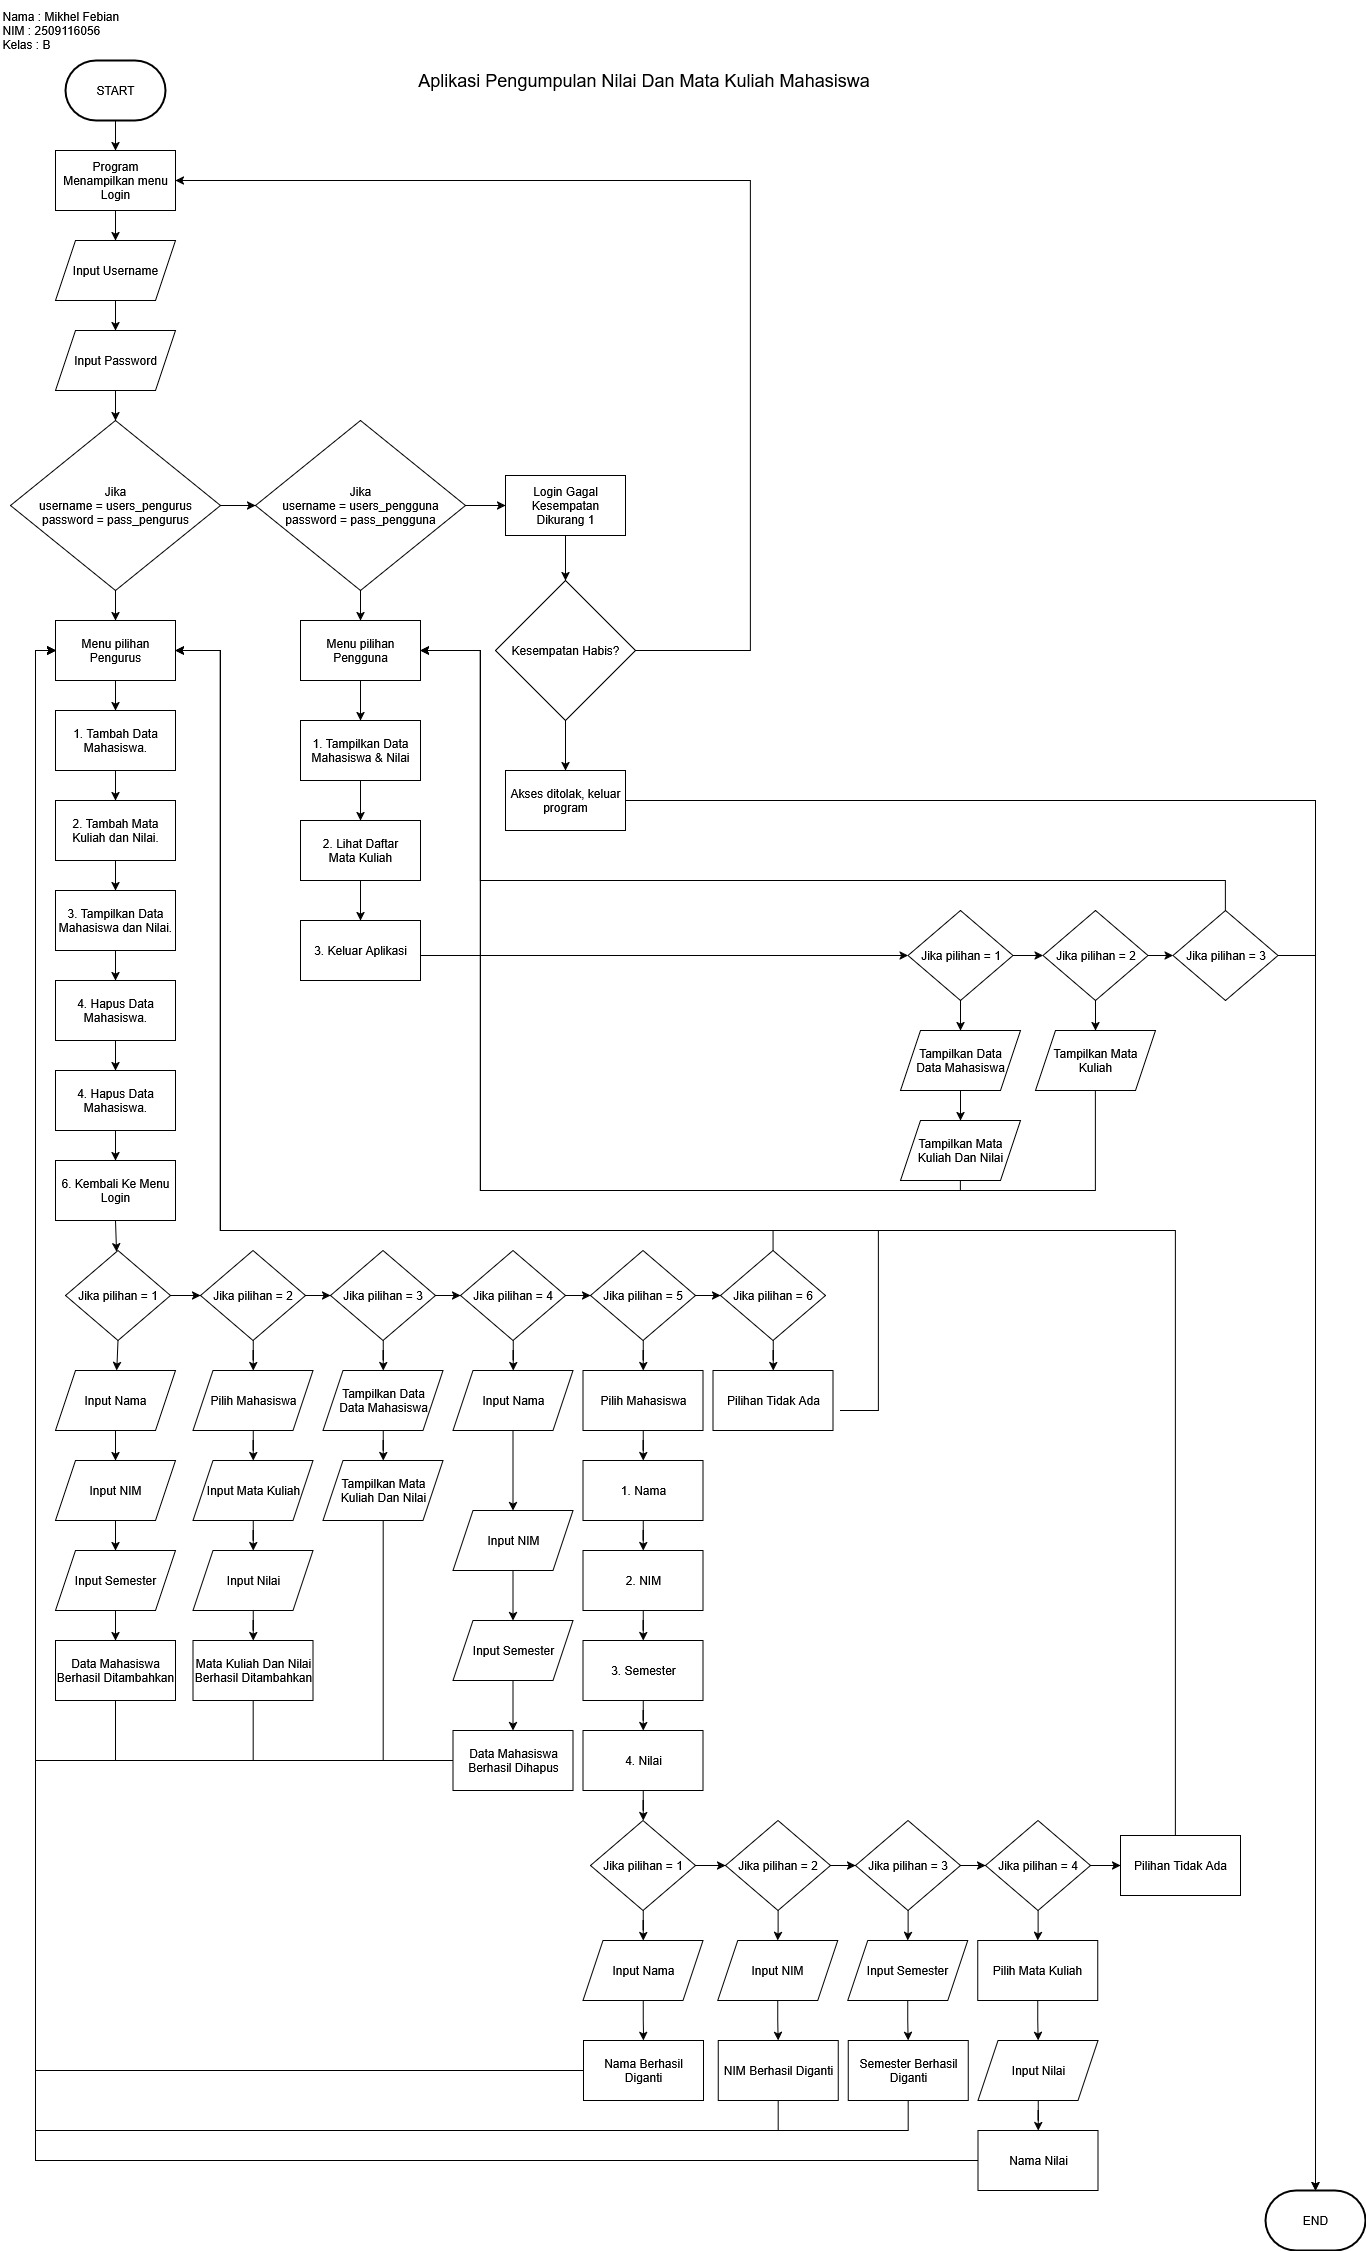 Nama : Mikhel Febian
NIM : 2509116056
Kelas : B
Aplikasi Pengumpulan Nilai Dan Mata Kuliah Mahasiswa
START
Program
Menampilkan menu
Login
Input Username
Input Password
Jika
username = users_pengurus
password = pass_pengurus
Jika
username = users_pengguna
password = pass_pengguna
Login Gagal
Kesempatan
Dikurang 1
Kesempatan Habis?
Akses ditolak, keluar
program
Menu pilihan
Pengurus
1. Tambah Data
Mahasiswa.
2. Tambah Mata
Kuliah dan Nilai.
3. Tampilkan Data
Mahasiswa dan Nilai.
4. Hapus Data
Mahasiswa.
4. Hapus Data
Mahasiswa.
6. Kembali Ke Menu
Login
Menu pilihan
Pengguna
1. Tampilkan Data
Mahasiswa & Nilai
2. Lihat Daftar
Mata Kuliah
3. Keluar Aplikasi
Jika pilihan = 1
Jika pilihan = 2
Jika pilihan = 3
Tampilkan Data
Data Mahasiswa
Tampilkan Mata
Kuliah
Tampilkan Mata
Kuliah Dan Nilai
Jika pilihan = 1
Jika pilihan = 2
Jika pilihan = 3
Jika pilihan = 4
Jika pilihan = 5
Jika pilihan = 6
Input Nama
Input NIM
Input Semester
Data Mahasiswa
Berhasil Ditambahkan
Pilih Mahasiswa
Input Mata Kuliah
Input Nilai
Mata Kuliah Dan Nilai
Berhasil Ditambahkan
Tampilkan Data
Data Mahasiswa
Tampilkan Mata
Kuliah Dan Nilai
Input Nama
Input NIM
Input Semester
Data Mahasiswa
Berhasil Dihapus
Pilih Mahasiswa
1. Nama
2. NIM
3. Semester
4. Nilai
Pilihan Tidak Ada
Jika pilihan = 1
Jika pilihan = 2
Jika pilihan = 3
Jika pilihan = 4
Pilihan Tidak Ada
Input Nama
Nama Berhasil
Diganti
Input NIM
NIM Berhasil Diganti
Input Semester
Semester Berhasil
Diganti
Pilih Mata Kuliah
Input Nilai
Nama Nilai
END